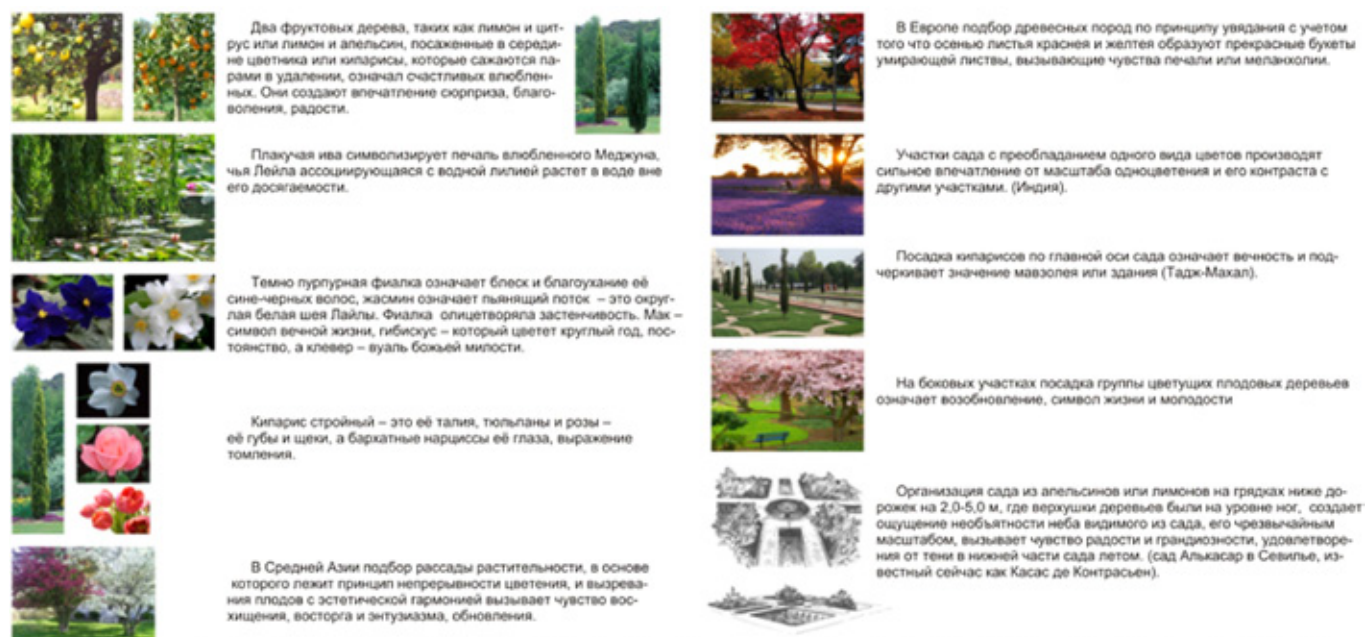 Два фруктовых дерева, таких как лимон и цит-
рус или лимон и апельсин, посаженные в середи-
не цветника или кипарисы, которые сажаются па-
рами в удалении, означал счастливых влюблен-
ных. Они создают впечатление сюрприза, благо-
воления, радости.
Плакучая ива символизирует печаль влюбленного Меджуна,
чья Лейла ассоциирующаяся с водной лилией растет в воде вне
его досягаемости.
Темно пурпурная фиалка означает блеск и благоухание её
сине-черных волос, жасмин означает пьянящий поток – это округ-
лая белая шея Лайлы. Фиалка олицетворяла застенчивость. Мак –
символ вечной жизни, гибискус – который цветет круглый год, пос-
тоянство, а клевер – вуаль божьей милости.
Кипарис стройный – это её талия, тюльпаны и розы –
её губы и щеки, а бархатные нарциссы её глаза, выражение
томления.
В Средней Азии подбор рассады растительности, в основе
которого лежит принцип непрерывности цветения, и вызрева-
ния плодов с эстетической гармонией вызывает чувство вос-
хищения, восторга и энтузиазма, обновления.
В Европе подбор древесных пород по принципу увядания с учетом
того что осенью листья краснея и желтея образуют прекрасные букеты
умирающей листвы, вызывающие чувства печали или меланхолии.
Участки сада с преобладанием одного вида цветов производят
сильное впечатление от масштаба одноцветения и его контраста с
другими участками. (Индия).
Посадка кипарисов по главной оси сада означает вечность и под-
черкивает значение мавзолея или здания (Тадж-Махал).
На боковых участках посадка группы цветущих плодовых деревьев
означает возобновление, символ жизни и молодости
Организация сада из апельсинов или лимонов на грядках ниже до-
рожек на 2,0-5,0 м, где верхушки деревьев были на уровне ног, создает
ощущение необъятности неба видимого из сада, его чрезвычайным
масштабом, вызывает чувство радости и грандиозности, удовлетворе-
ния от тени в нижней части сада летом. (сад Алькасар в Севилье, из-
вестный сейчас как Касас де Контрасьен).